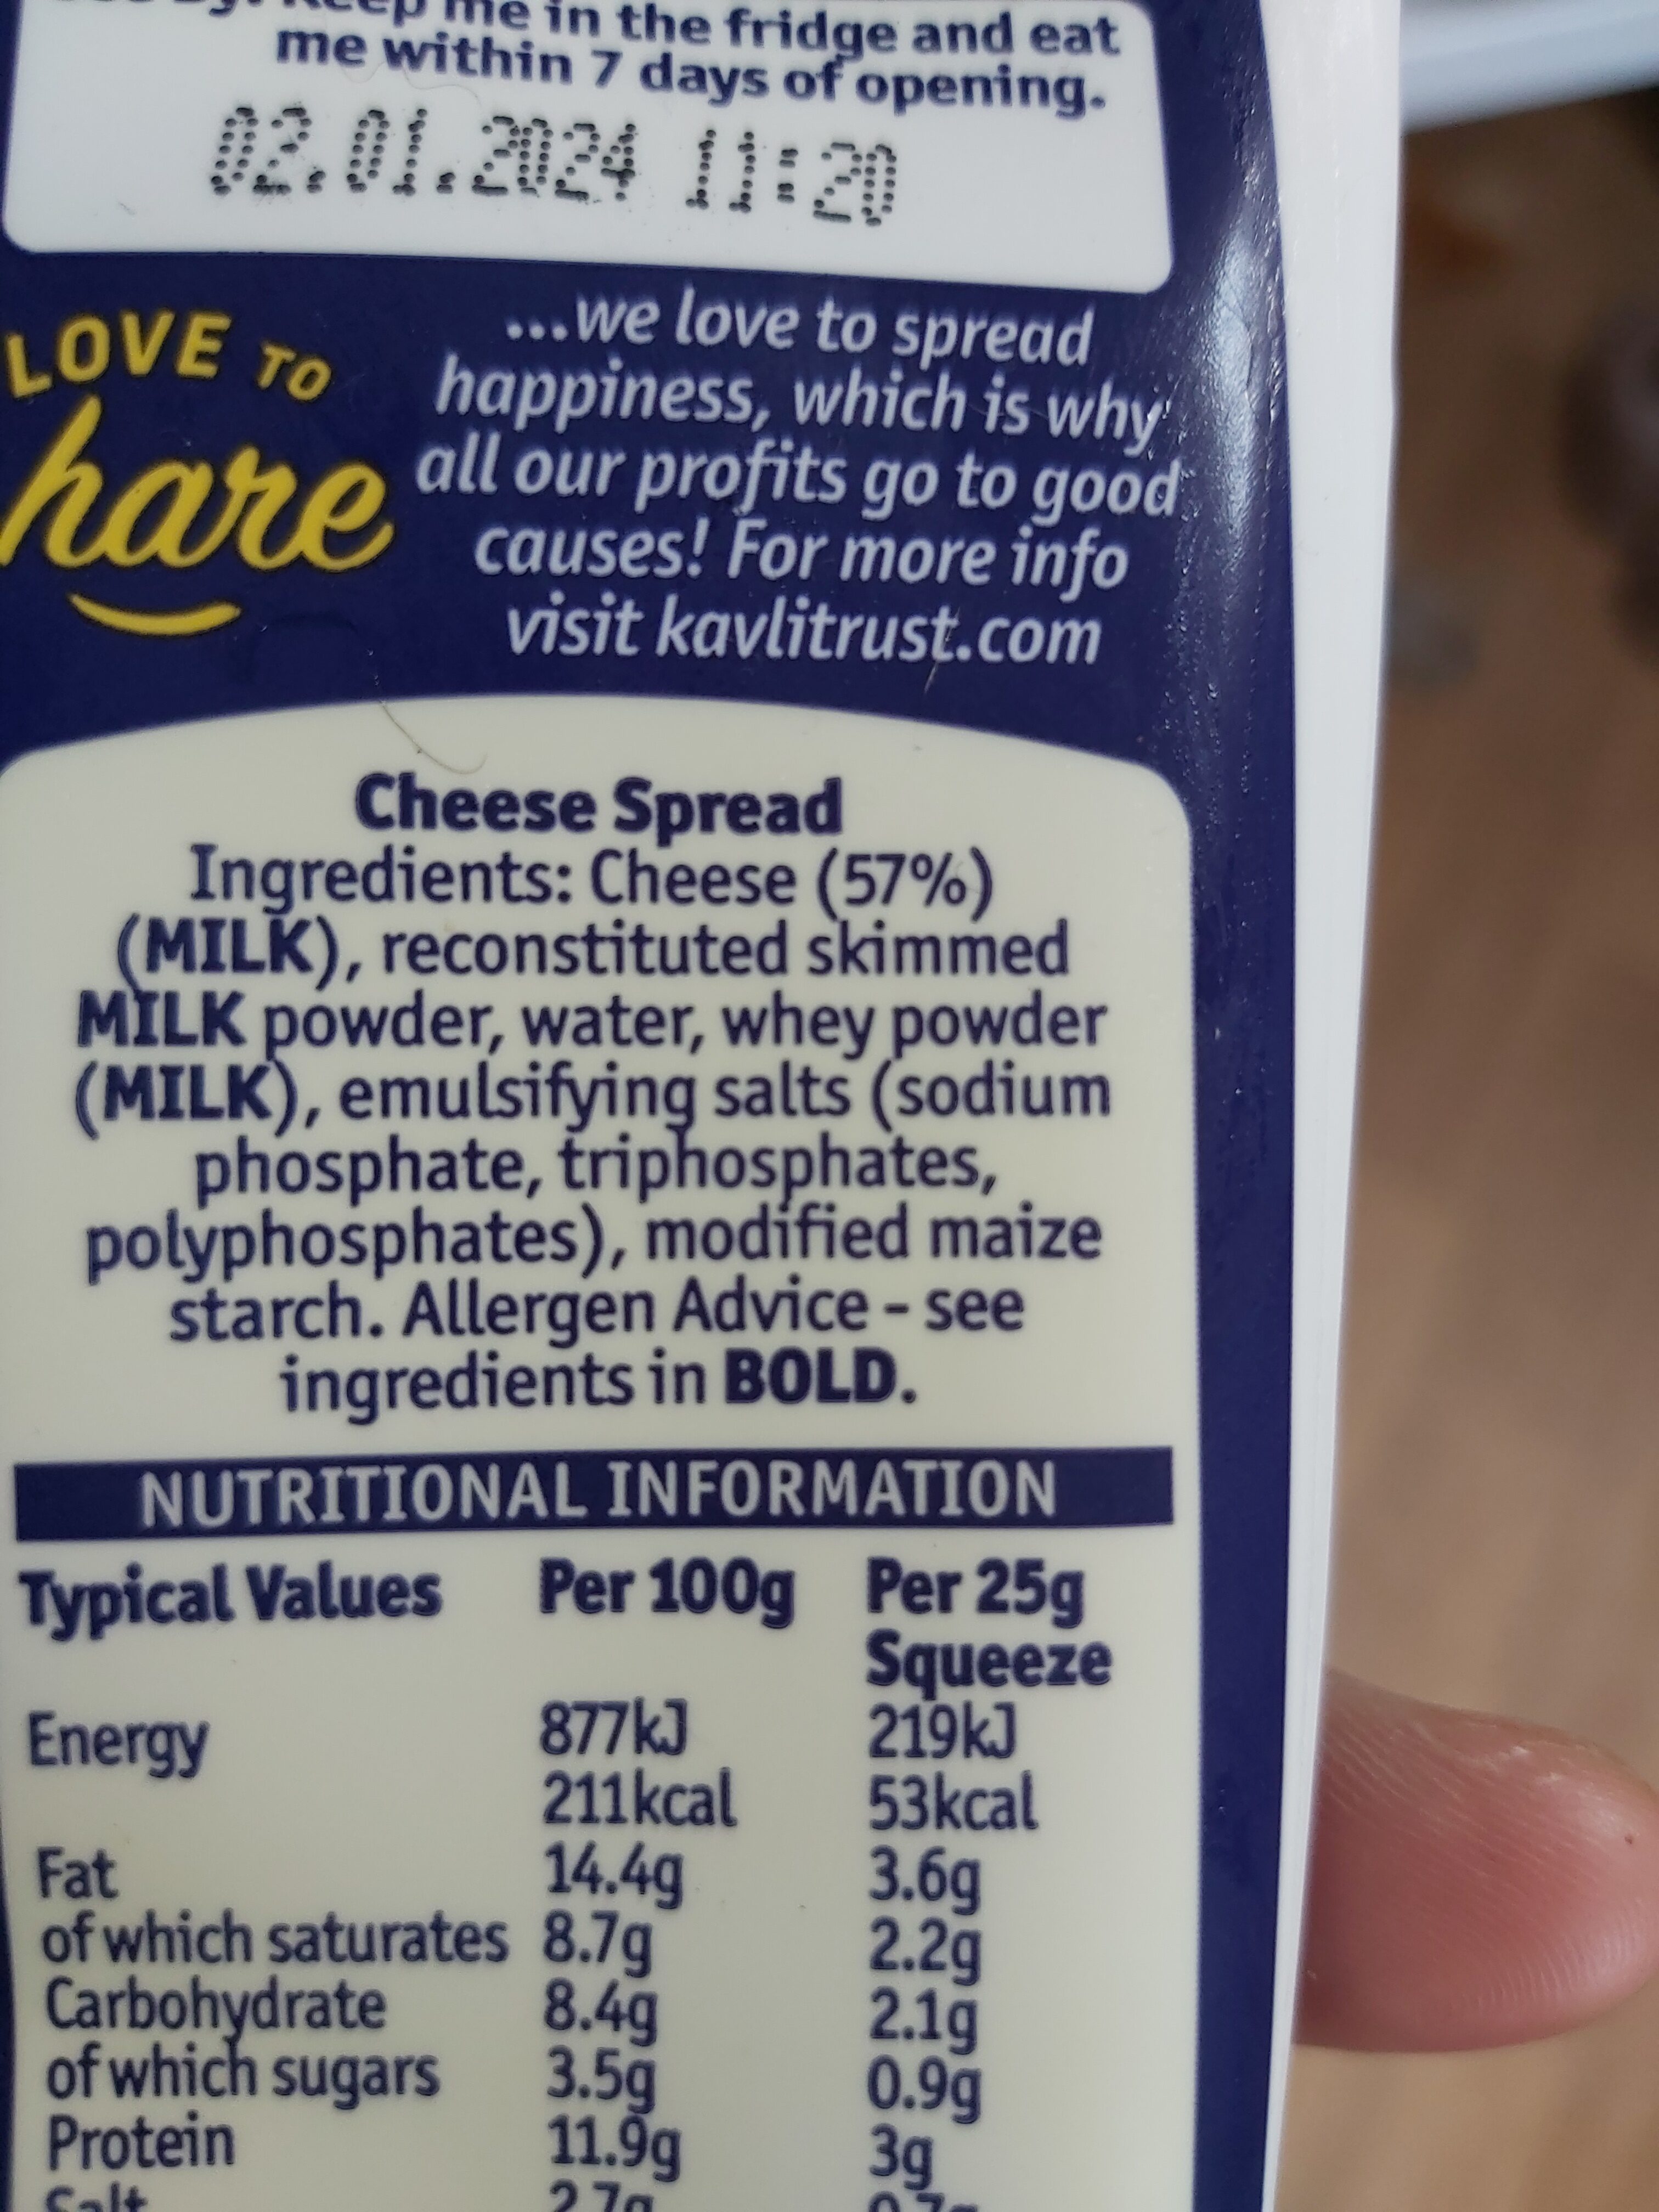 me in the fridge and eat
me within 7 days of opening.
02.01.2024 11:20
LOVE TO
hare
...we love to spread
happiness, which is why
all our profits go to good
causes! For more info
visit kavlitrust.com
Cheese Spread
Ingredients: Cheese (57%)
(MILK), reconstituted skimmed
MILK powder, water, whey powder
(MILK), emulsifying salts (sodium
phosphate, triphosphates,
polyphosphates), modified maize
starch. Allergen Advice - see
ingredients in BOLD.
NUTRITIONAL INFORMATION
Typical Values Per 100g Per 25g
Squeeze
Energy 877kJ 219kJ
211kcal 53kcal
Fat 14.4g 3.6g
of which saturates 8.7g 2.2g
Carbohydrate 8.4g 2.1g
of which sugars 3.5g 0.9g
Protein 11.9g 3g
Salt 2.7g